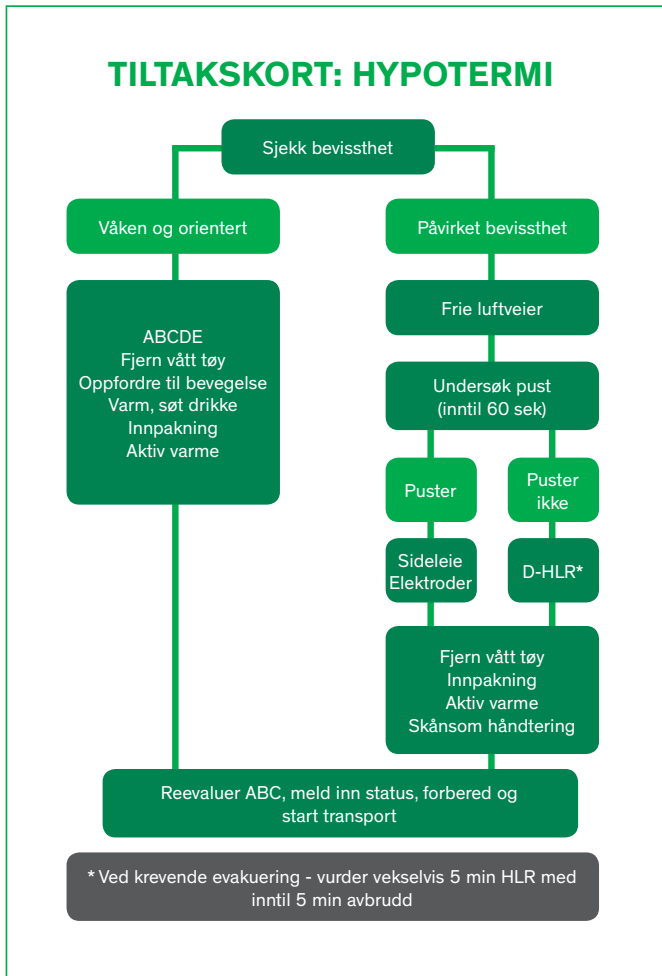 TILTAKSKORT: HYPOTERMI
Sjekk bevissthet
Våken og orientert
ABCDE
Fjern vått tøy
Oppfordre til bevegelse
Varm, søt drikke
Innpakning
Aktiv varme
Påvirket bevissthet
Frie luftveier
Undersøk pust
(inntil 60 sek)
Puster
Sideleie
Elektroder
Puster
ikke
D-HLR*
Fjern vått tøy
Innpakning
Aktiv varme
Skånsom håndtering
Reevaluer ABC, meld inn status, forbered og
start transport
* Ved krevende evakuering - vurder vekselvis 5 min HLR med
inntil 5 min avbrudd